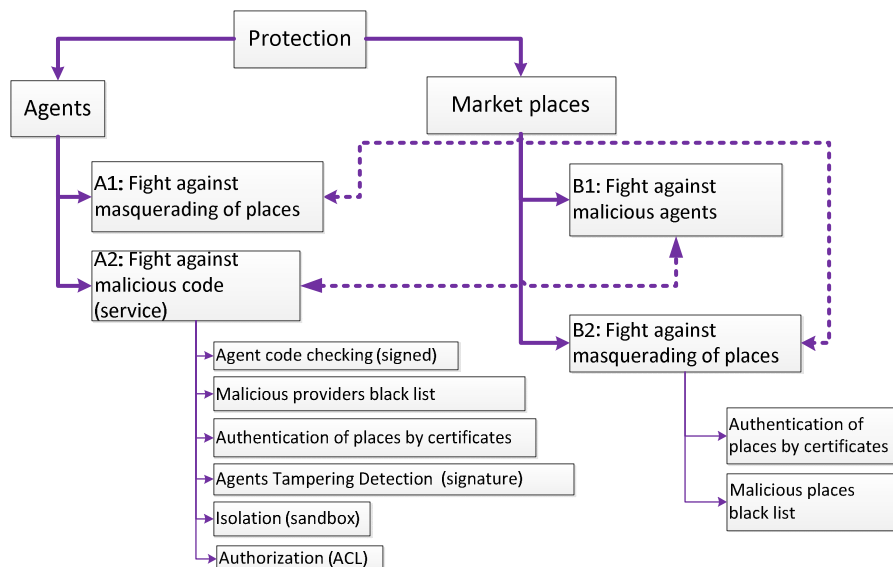 Protection
Agents
Market places
A1: Fight against
masquerading of places
B1: Fight against
malicious agents
A2: Fight against
malicious code
(service)
B2: Fight against
masquerading of places
Agent code checking (signed)
Malicious providers black list
Authentication of places by certificates
Agents Tampering Detection (signature)
Isolation (sandbox)
Authorization (ACL)
Authentication of
places by certificates
Malicious places
black list